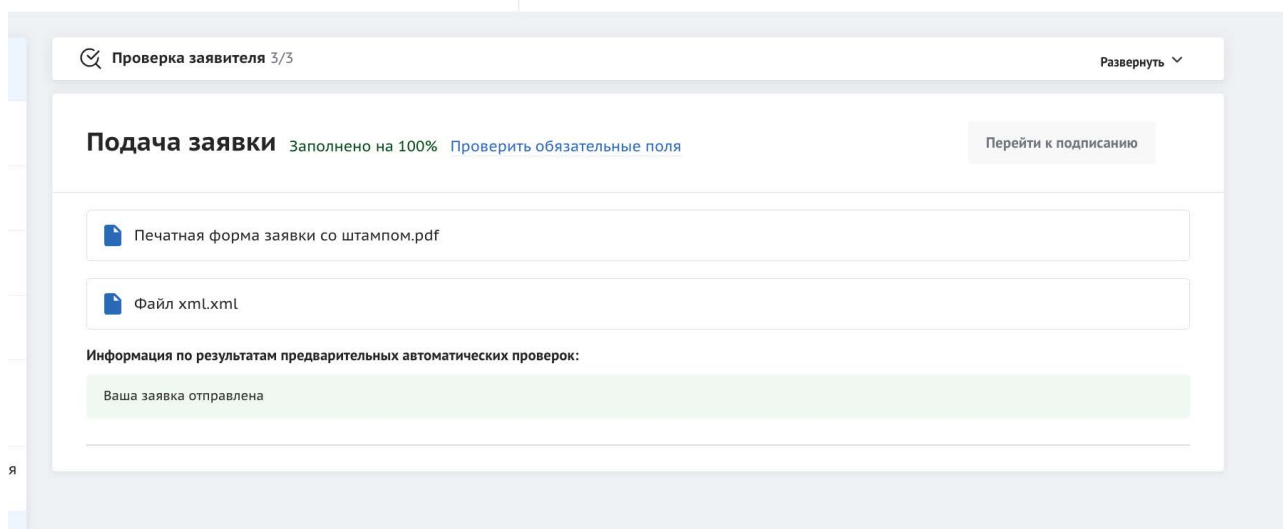 Проверка заявителя 3/3
Развернуть
Подача заявки Заполнено на 100% Проверить обязательные поля
Перейти к подписанию
Печатная форма заявки со штампом.pdf
Файл xml.xml
Информация по результатам предварительных автоматических проверок:
Ваша заявка отправлена
я